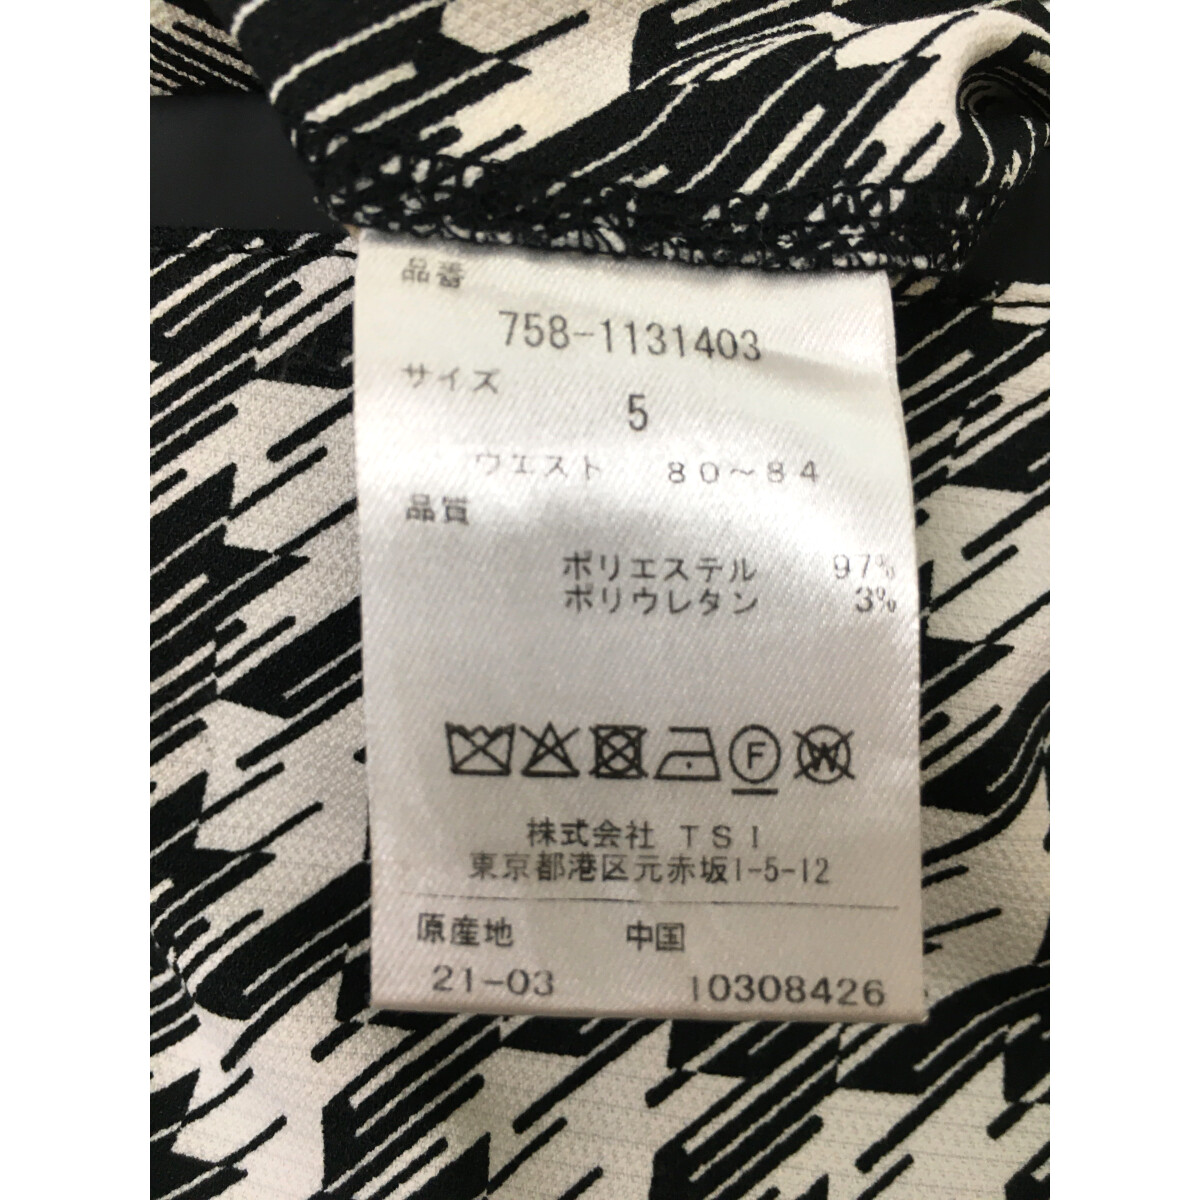 品番
758-1131403
サイズ
5
ウエスト 80~84
品質
ポリエステル 97%
ポリウレタン 3%
F W
株式会社 TSI
東京都港区元赤坂1-5-12
原産地 中国
21-03 10308426